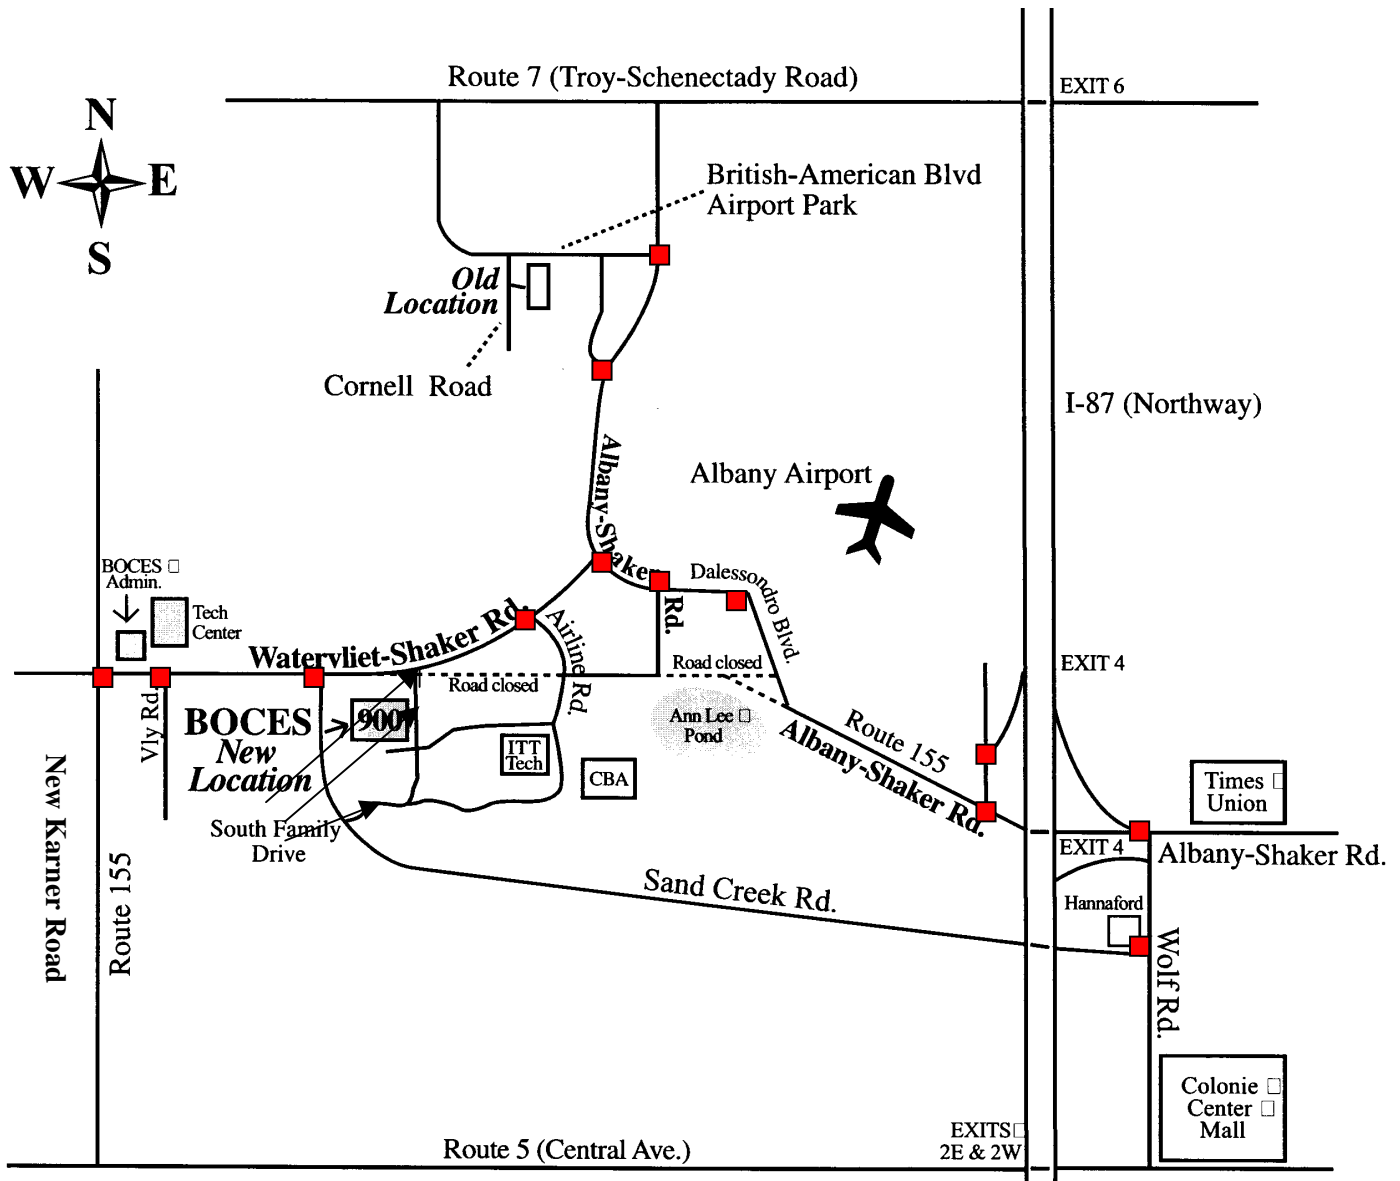 Route 7 (Troy-Schenectady Road)
EXIT 6
N
W
E
S
British-American Blvd
Airport Park
Old
Location
Cornell Road
I-87 (Northway)
Albany Airport
Albany-Shaker
Rd.
Dalessondro Blvd.
BOCES
Admin.
Tech
Center
Watervliet-Shaker Rd.
Airline Rd.
Road closed
Road closed
EXIT 4
Vly Rd.
BOCES
New
Location
900
Ann Lee
Pond
Route 155
Albany-Shaker Rd.
ITT
Tech
CBA
Times
Union
South Family
Drive
EXIT 4
Albany-Shaker Rd.
New Karner Road
Route 155
Sand Creek Rd.
Hannaford
Wolf Rd.
Colonie
Center
Mall
EXITS
2E & 2W
Route 5 (Central Ave.)